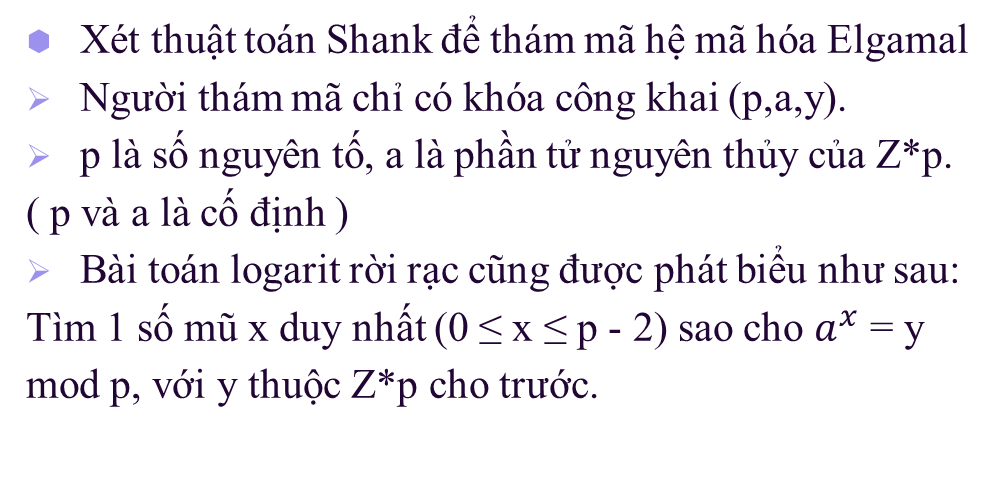 Xét thuật toán Shank để thám mã hệ mã hóa Elgamal
Người thám mã chỉ có khóa công khai (p,a,y).
p là số nguyên tố, a là phần tử nguyên thủy của Z*p.
( p và a là cố định )
Bài toán logarit rời rạc cũng được phát biểu như sau:
Tìm 1 số mũ x duy nhất (0 ≤ x ≤ p - 2) sao cho 𝑎ˣ = y
mod p, với y thuộc Z*p cho trước.